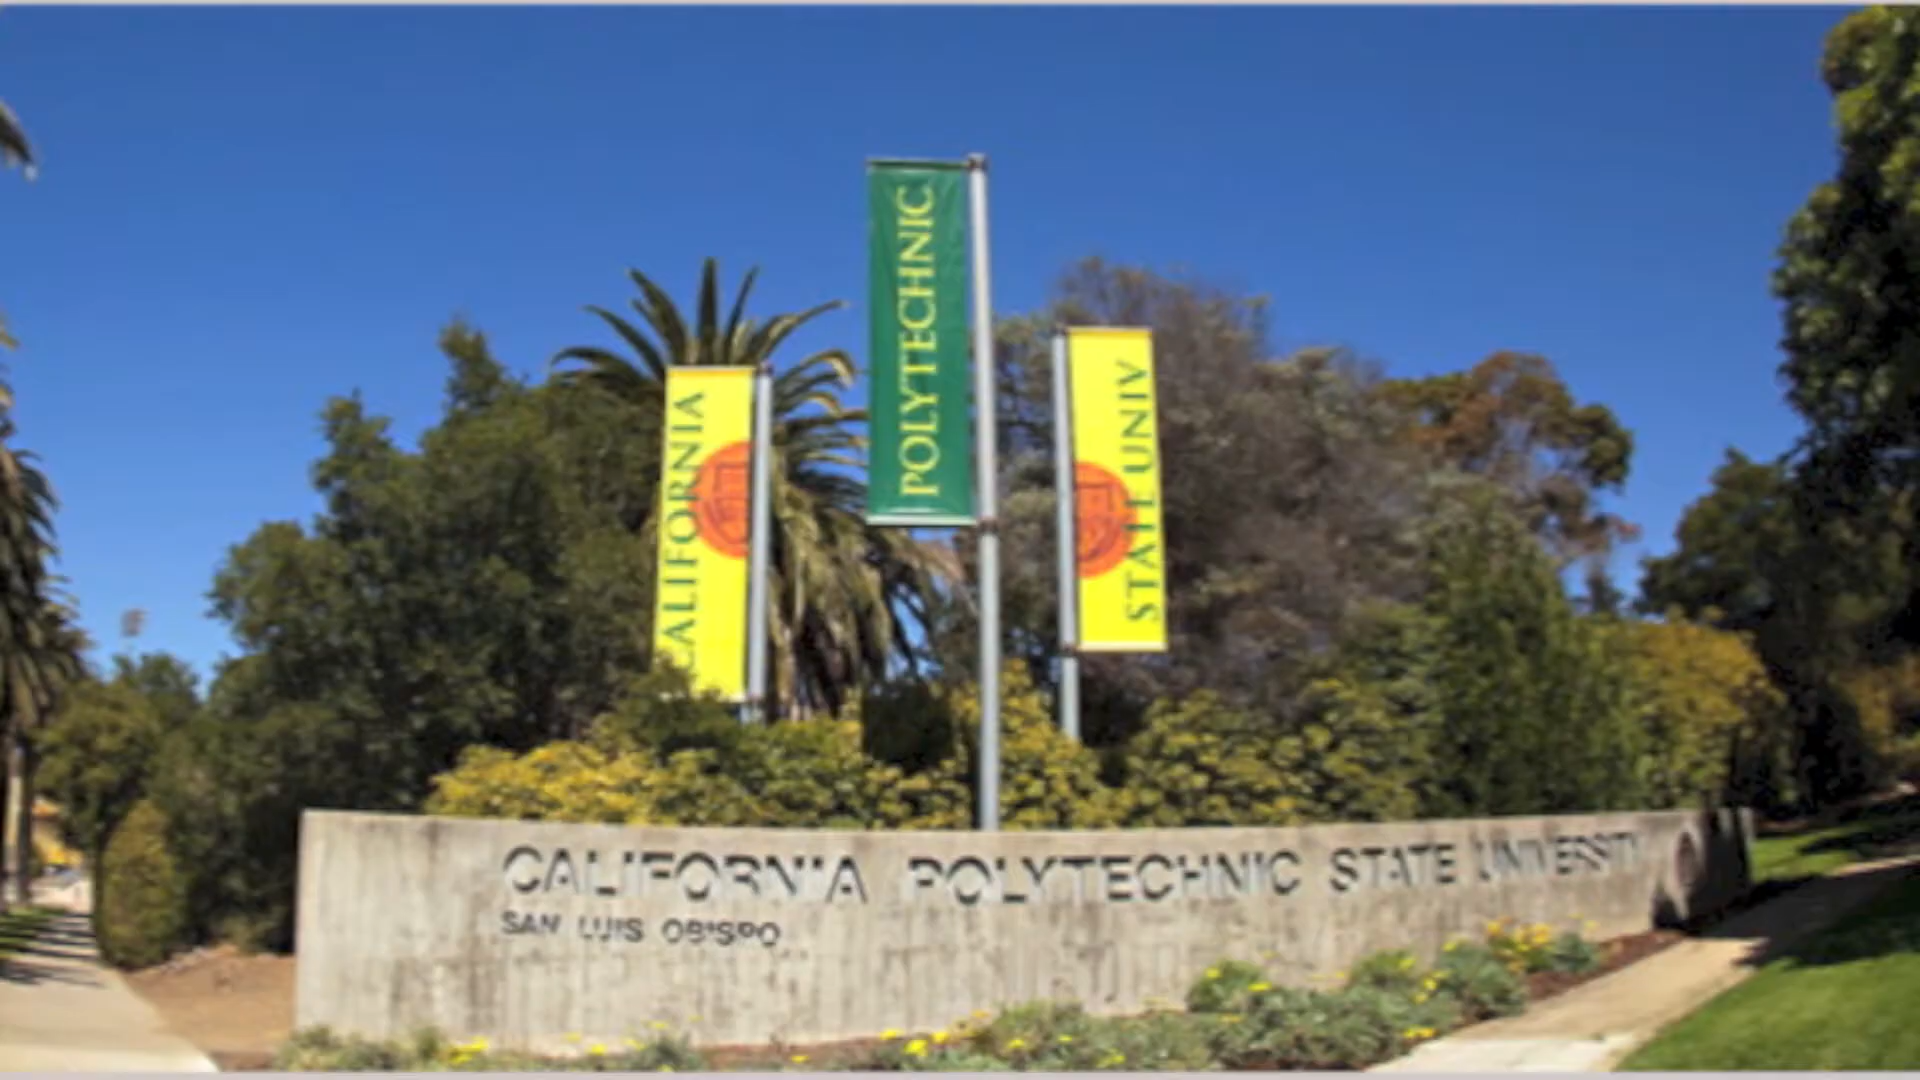 CALIFORNIA
POLYTECHNIC
STATE UNIV
CALIFORNIA POLYTECHNIC STATE UNIVERSITY
SAN LUIS OBISPO